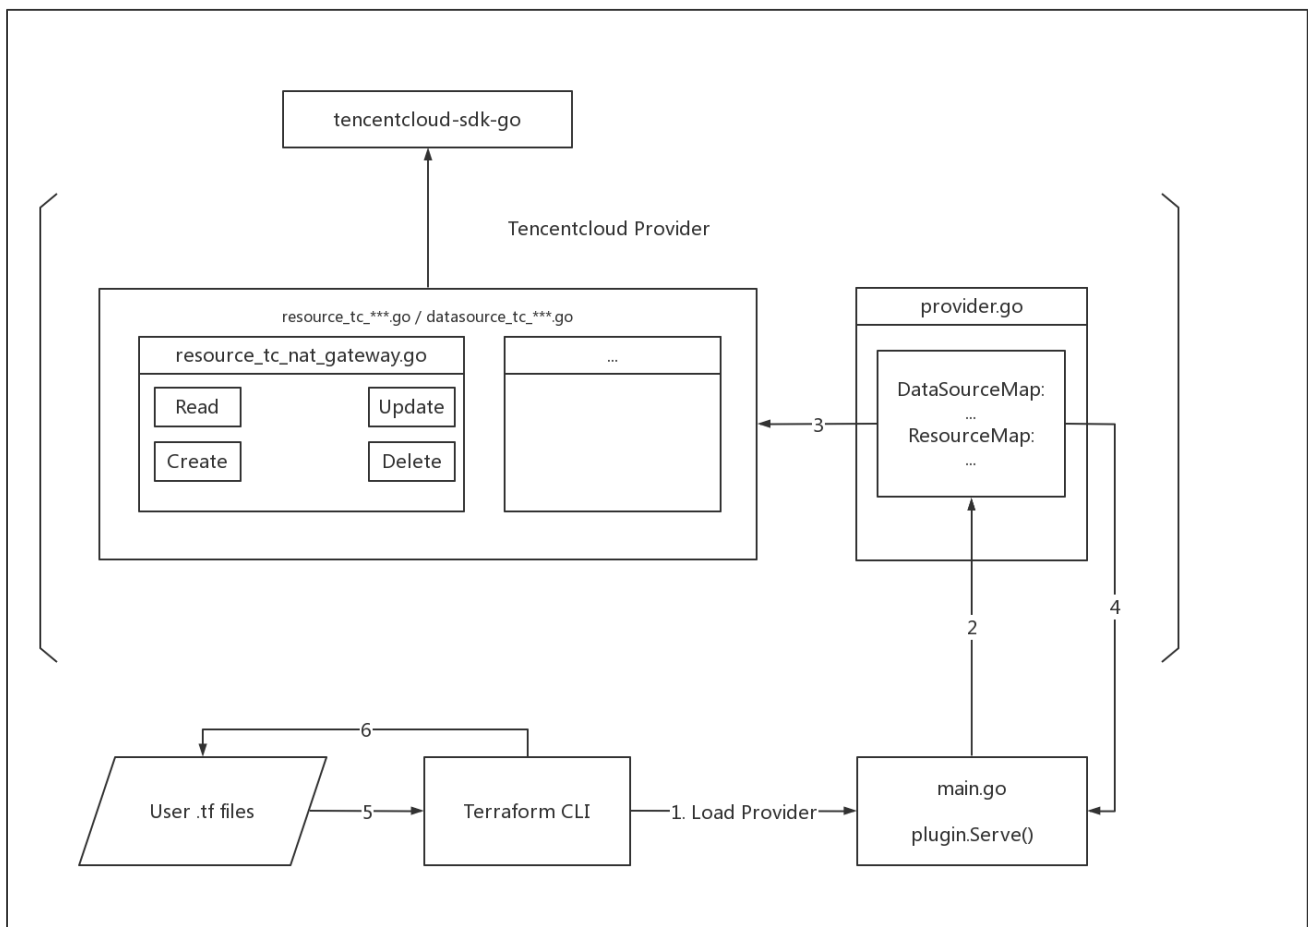 tencentcloud-sdk-go
Tencentcloud Provider
resource_tc_***.go / datasource_tc_***.go
resource_tc_nat_gateway.go
Read
Update
Create
Delete
...
provider.go
DataSourceMap:
...
ResourceMap:
...
3
4
2
6
User .tf files
5
Terraform CLI
1. Load Provider
main.go
plugin.Serve()